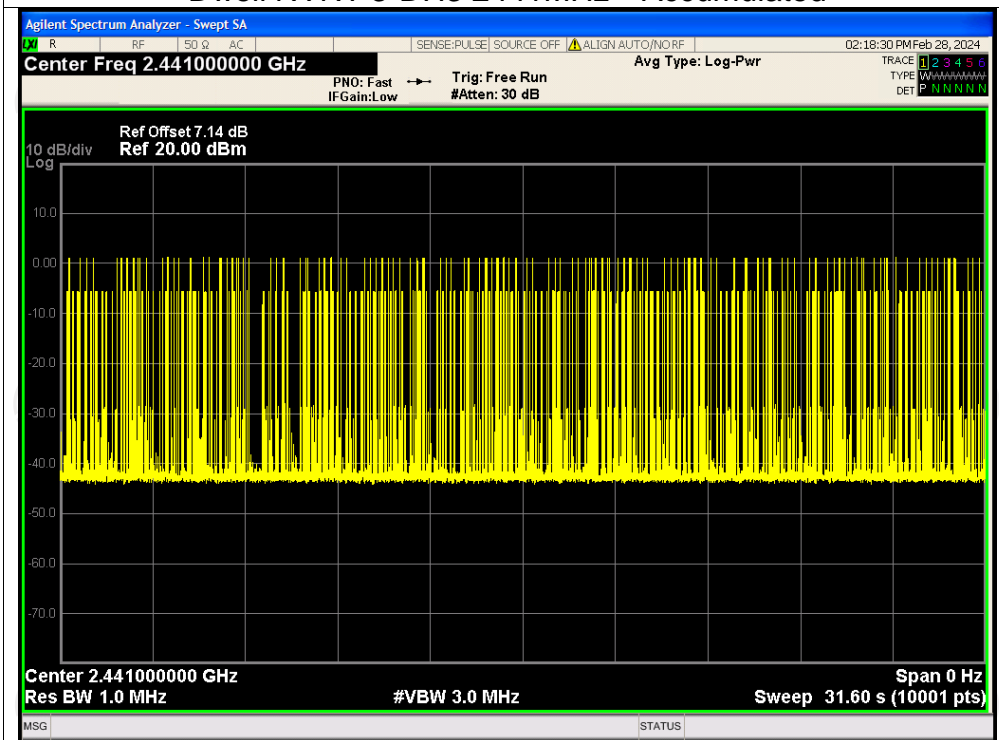 Agilent Spectrum Analyzer - Swept SA
LXI R RF 50 Ω AC SENSE:PULSE SOURCE OFF ALIGN AUTO/NORF 02:18:30 PM Feb 28, 2024
Center Freq 2.441000000 GHz
PNO: Fast
IFGain:Low
Trig: Free Run
#Atten: 30 dB
Avg Type: Log-Pwr
TRACE 1 2 3 4 5 6
TYPE WWWWWW
DET P N N N N N
Ref Offset 7.14 dB
10 dB/div Ref 20.00 dBm
Log
10.0
0.00
-10.0
-20.0
-30.0
-40.0
-50.0
-60.0
-70.0
Center 2.441000000 GHz Span 0 Hz
Res BW 1.0 MHz #VBW 3.0 MHz Sweep 31.60 s (10001 pts)
MSG STATUS